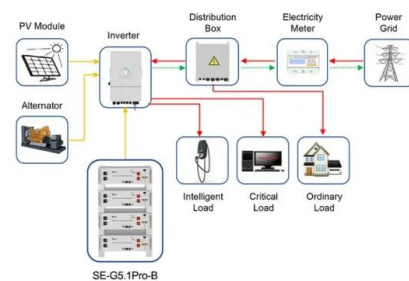 PV Module
Inverter
Distribution
Box
Electricity
Meter
Power
Grid
Alternator
Intelligent
Load
Critical
Load
Ordinary
Load
SE-G5.1Pro-B